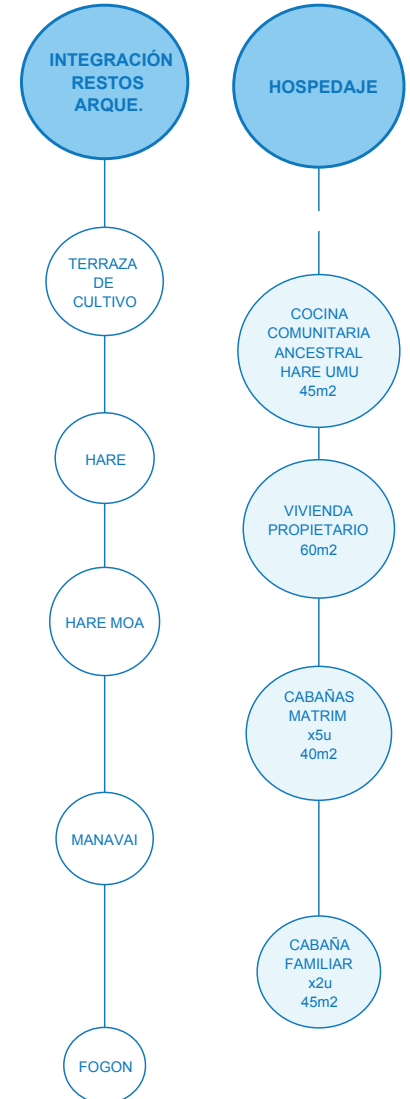 INTEGRACIÓN
RESTOS
ARQUE.
TERRAZA
DE
CULTIVO
HARE
HARE MOA
MANAVAI
FOGON
HOSPEDAJE
COCINA
COMUNITARIA
ANCESTRAL
HARE UMU
45m2
VIVIENDA
PROPIETARIO
60m2
CABAÑAS
MATRIM
x5u
40m2
CABAÑA
FAMILIAR
x2u
45m2